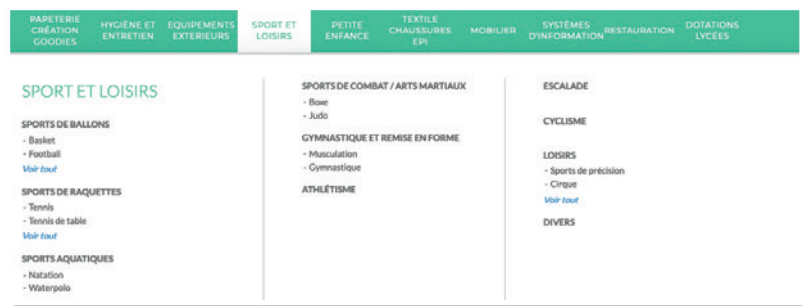 PAPETERIE
CRÉATION
GOODIES
HYGIÈNE ET
ENTRETIEN
EQUIPEMENTS
EXTERIEURS
SPORT ET
LOISIRS
PETITE
ENFANCE
TEXTILE
CHAUSSURES
EPI
MOBILIER
SYSTÈMES
D'INFORMATION
RESTAURATION
DOTATIONS
LYCÉES
SPORT ET LOISIRS
SPORTS DE BALLONS
- Basket
- Football
Voir tout
SPORTS DE RAQUETTES
- Tennis
- Tennis de table
Voir tout
SPORTS AQUATIQUES
- Natation
- Waterpolo
SPORTS DE COMBAT / ARTS MARTIAUX
- Boxe
- Judo
GYMNASTIQUE ET REMISE EN FORME
- Musculation
- Gymnastique
ATHLÉTISME
ESCALADE
CYCLISME
LOISIRS
- Sports de précision
- Cirque
Voir tout
DIVERS